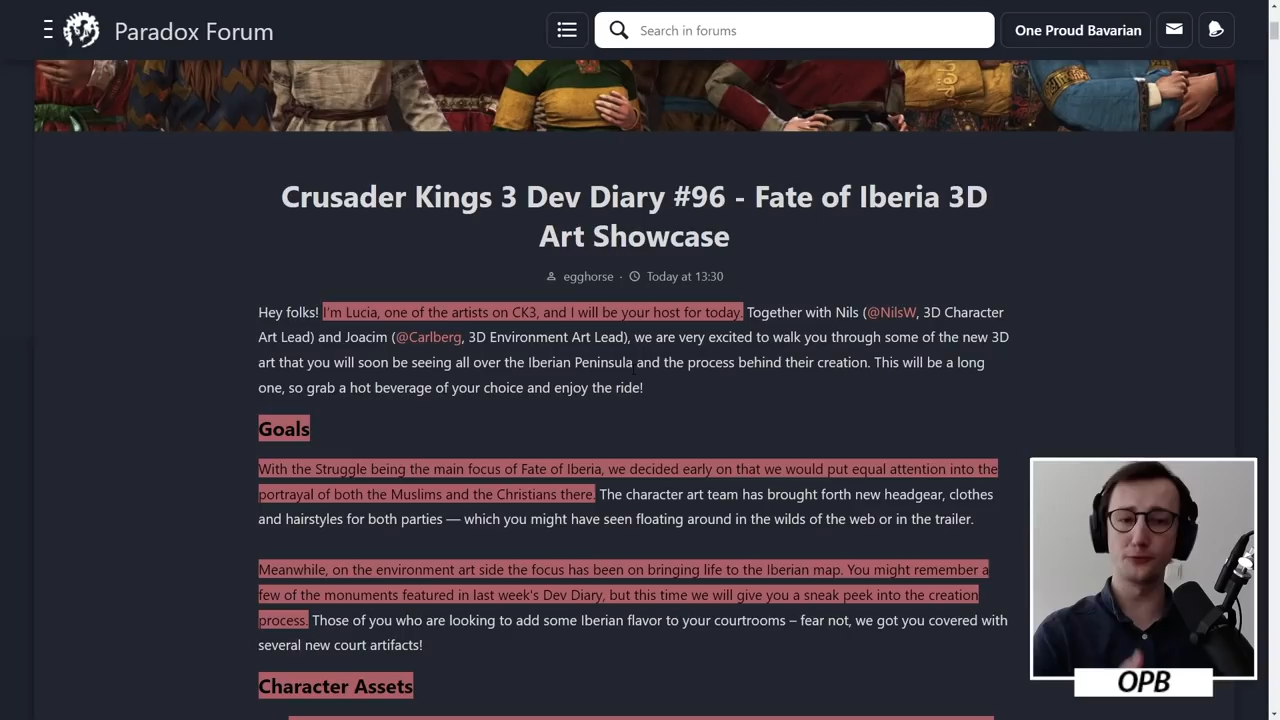 Paradox Forum
Search in forums
One Proud Bavarian
Crusader Kings 3 Dev Diary #96 - Fate of Iberia 3D
Art Showcase
egghorse · Today at 13:30
Hey folks! I'm Lucia, one of the artists on CK3, and I will be your host for today. Together with Nils (@NilsW, 3D Character
Art Lead) and Joacim (@Carlberg, 3D Environment Art Lead), we are very excited to walk you through some of the new 3D
art that you will soon be seeing all over the Iberian Peninsula and the process behind their creation. This will be a long
one, so grab a hot beverage of your choice and enjoy the ride!
Goals
With the Struggle being the main focus of Fate of Iberia, we decided early on that we would put equal attention into the
portrayal of both the Muslims and the Christians there. The character art team has brought forth new headgear, clothes
and hairstyles for both parties — which you might have seen floating around in the wilds of the web or in the trailer.
Meanwhile, on the environment art side the focus has been on bringing life to the Iberian map. You might remember a
few of the monuments featured in last week's Dev Diary, but this time we will give you a sneak peek into the creation
process. Those of you who are looking to add some Iberian flavor to your courtrooms – fear not, we got you covered with
several new court artifacts!
Character Assets
OPB